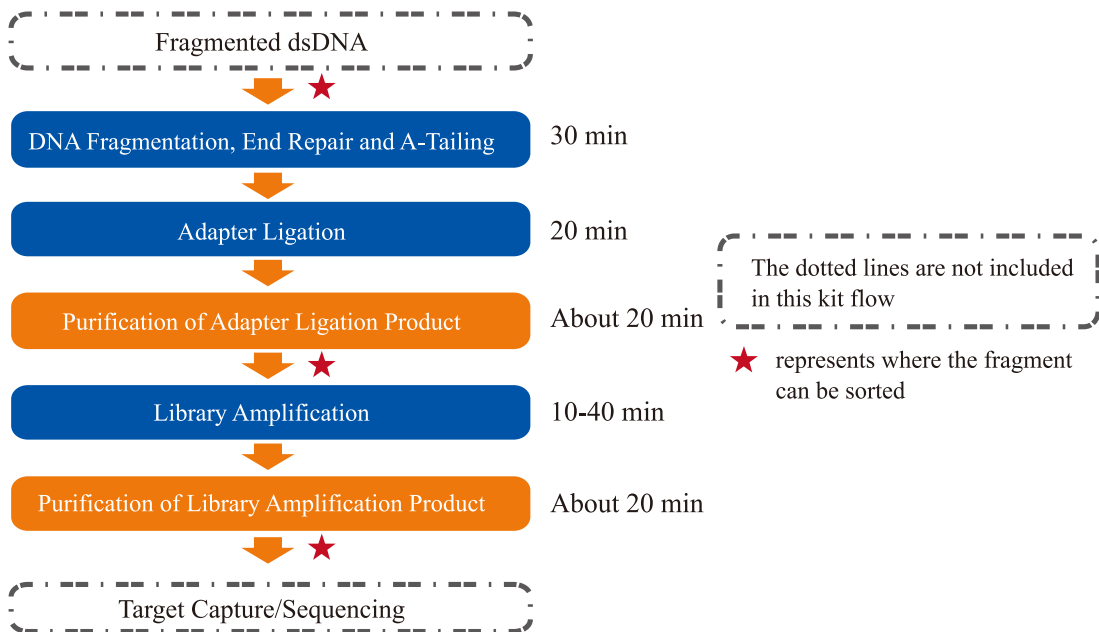 Fragmented dsDNA
DNA Fragmentation, End Repair and A-Tailing
30 min
Adapter Ligation
20 min
Purification of Adapter Ligation Product
About 20 min
Library Amplification
10-40 min
Purification of Library Amplification Product
About 20 min
Target Capture/Sequencing
The dotted lines are not included
in this kit flow
represents where the fragment
can be sorted